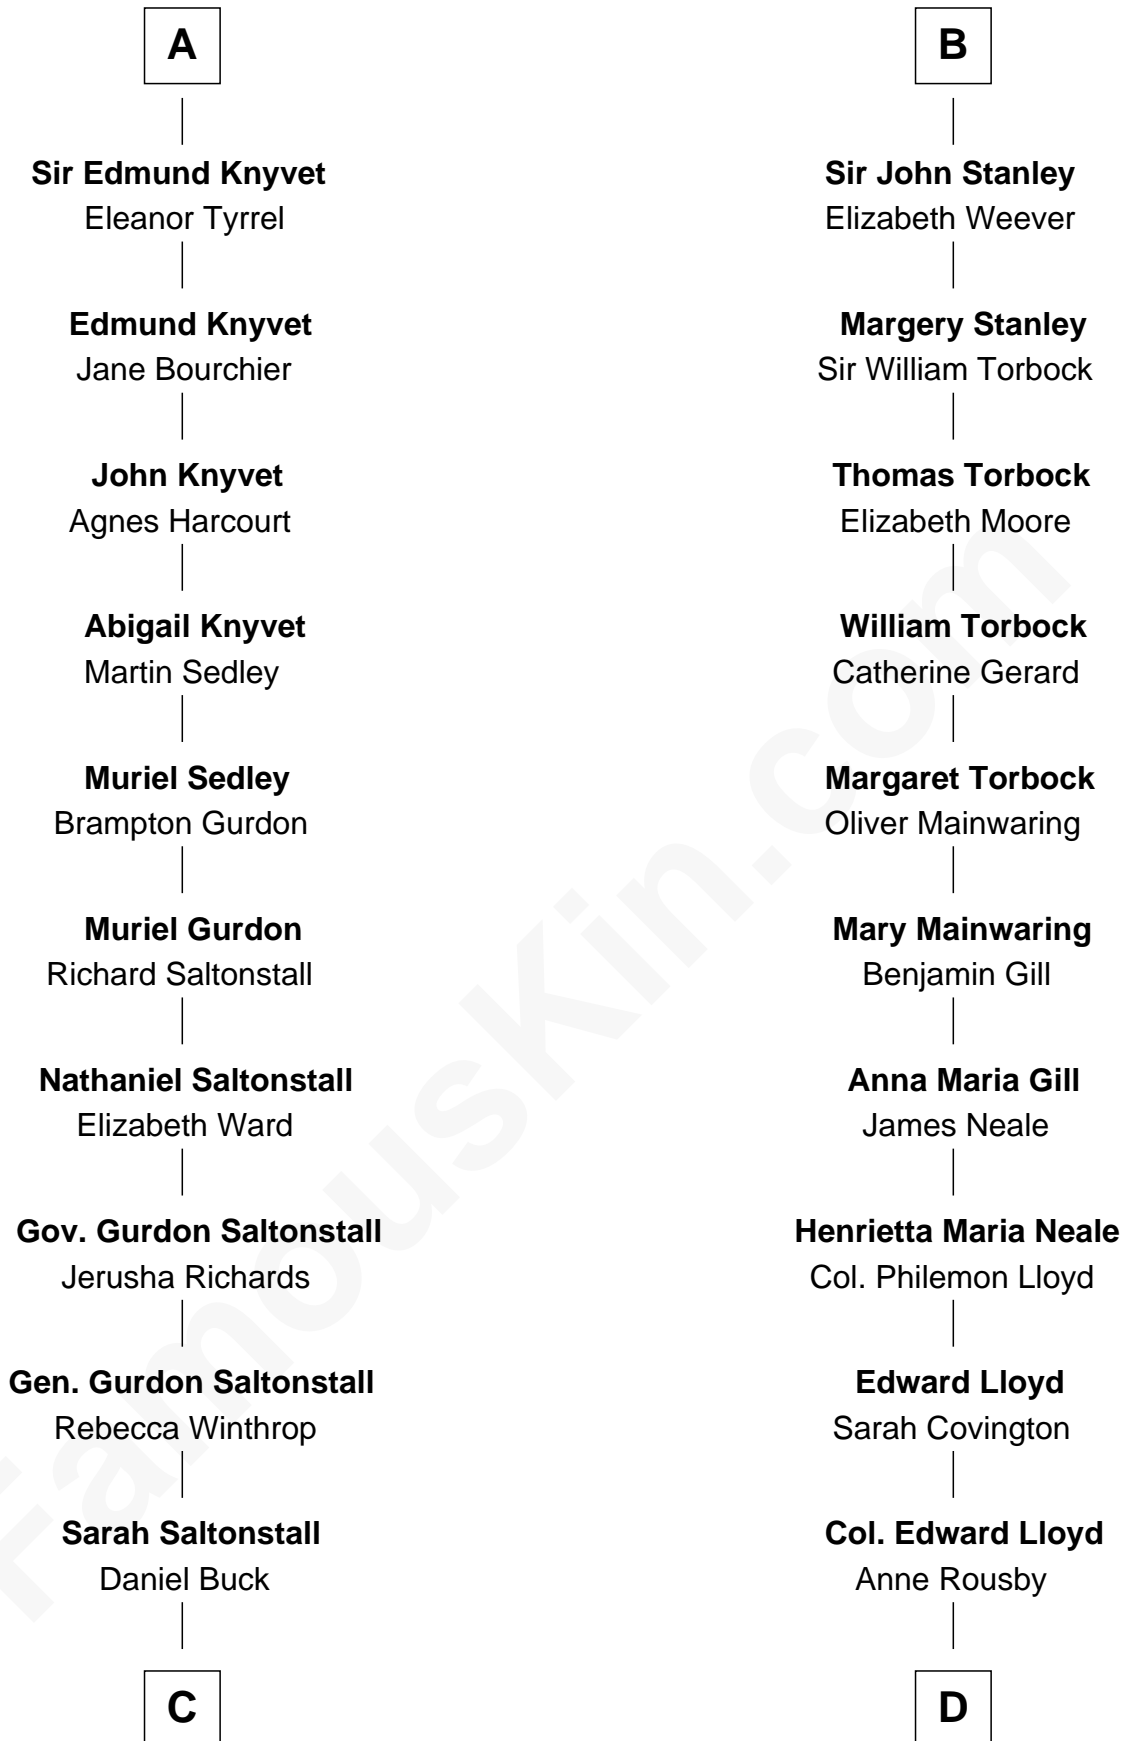 A
Sir Edmund Knyvet
Eleanor Tyrrel
Edmund Knyvet
Jane Bourchier
John Knyvet
Agnes Harcourt
Abigail Knyvet
Martin Sedley
Muriel Sedley
Brampton Gurdon
Muriel Gurdon
Richard Saltonstall
Nathaniel Saltonstall
Elizabeth Ward
Gov. Gurdon Saltonstall
Jerusha Richards
Gen. Gurdon Saltonstall
Rebecca Winthrop
Sarah Saltonstall
Daniel Buck
C
B
Sir John Stanley
Elizabeth Weever
Margery Stanley
Sir William Torbock
Thomas Torbock
Elizabeth Moore
William Torbock
Catherine Gerard
Margaret Torbock
Oliver Mainwaring
Mary Mainwaring
Benjamin Gill
Anna Maria Gill
James Neale
Henrietta Maria Neale
Col. Philemon Lloyd
Edward Lloyd
Sarah Covington
Col. Edward Lloyd
Anne Rousby
D
FamousKin.com